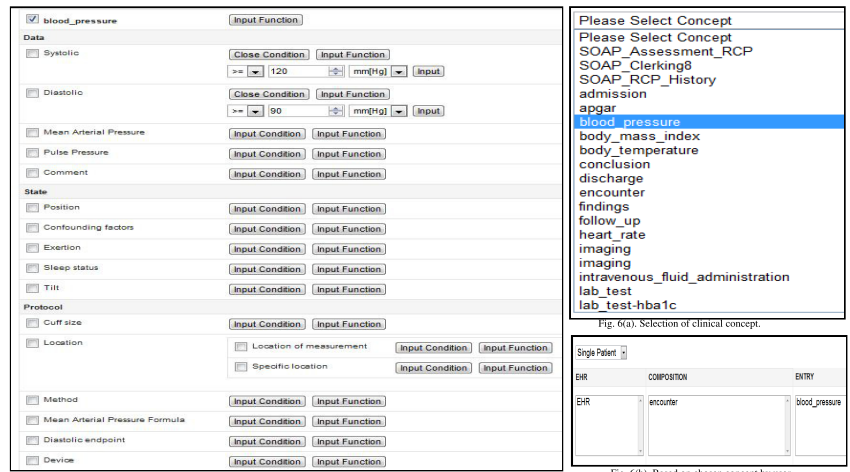 blood_pressure Input Function
Data
Systolic Close Condition Input Function
>= 120 mm[Hg] Input
Diastolic Close Condition Input Function
>= 90 mm[Hg] Input
Mean Arterial Pressure Input Condition Input Function
Pulse Pressure Input Condition Input Function
Comment Input Condition Input Function
State
Position Input Condition Input Function
Confounding factors Input Condition Input Function
Exertion Input Condition Input Function
Sleep status Input Condition Input Function
Tilt Input Condition Input Function
Protocol
Cuff size Input Condition Input Function
Location Location of measurement Input Condition Input Function
Specific location Input Condition Input Function
Method Input Condition Input Function
Mean Arterial Pressure Formula Input Condition Input Function
Diastolic endpoint Input Condition Input Function
Device Input Condition Input Function
Please Select Concept
Please Select Concept
SOAP_Assessment_RCP
SOAP_Clerking8
SOAP_RCP_History
admission
apgar
blood_pressure
body_mass_index
body_temperature
conclusion
discharge
encounter
findings
follow_up
heart_rate
imaging
imaging
intravenous_fluid_administration
lab_test
lab_test-hba1c
Fig. 6(a). Selection of clinical concept.
Single Patient
EHR COMPOSITION ENTRY
EHR encounter blood_pressure